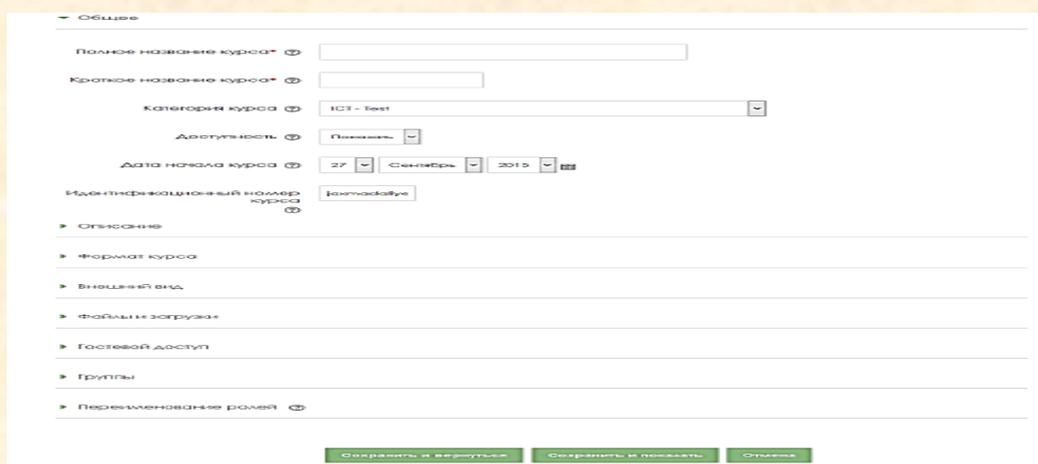 Общее
Полное название курса*
Краткое название курса*
Категория курса ICT - Test
Доступность Показать
Дата начала курса 27 Сентябрь 2015
Идентификационный номер
курса
Описание
Формат курса
Внешний вид
Файлы и загрузки
Гостевой доступ
Группы
Переименование ролей
Сохранить и вернуться Сохранить и показать Отмена